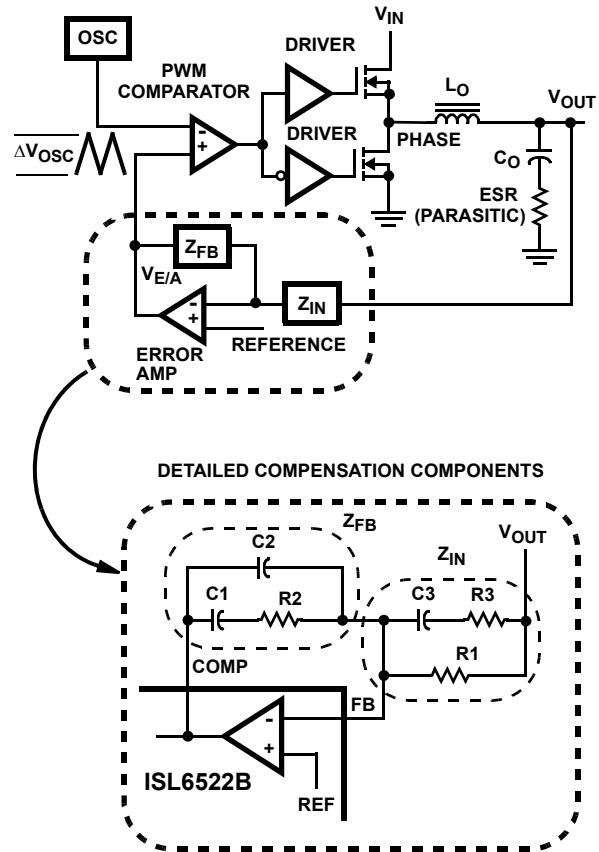 V_IN
OSC
DRIVER
PWM
COMPARATOR
L_O
V_OUT
DRIVER
PHASE
ΔV_OSC
-
+
C_O
ESR
(PARASITIC)
Z_FB
V_E/A
-
+
Z_IN
REFERENCE
ERROR
AMP
DETAILED COMPENSATION COMPONENTS
Z_FB
V_OUT
C2
Z_IN
C1
R2
C3
R3
COMP
R1
FB
-
+
ISL6522B
REF